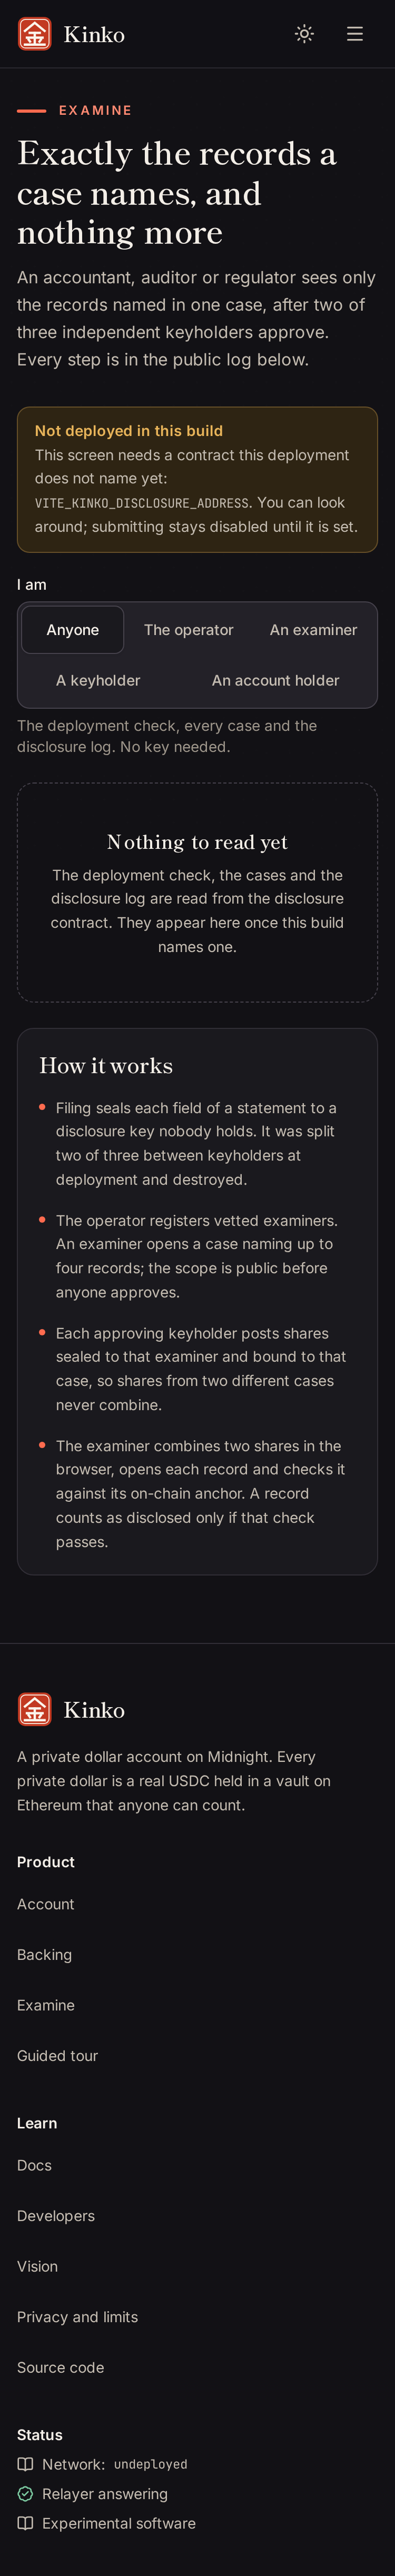 金 Kinko
EXAMINE
Exactly the records a
case names, and
nothing more
An accountant, auditor or regulator sees only
the records named in one case, after two of
three independent keyholders approve.
Every step is in the public log below.
Not deployed in this build
This screen needs a contract this deployment
does not name yet:
VITE_KINKO_DISCLOSURE_ADDRESS. You can look
around; submitting stays disabled until it is set.
I am
Anyone The operator An examiner
A keyholder An account holder
The deployment check, every case and the
disclosure log. No key needed.
Nothing to read yet
The deployment check, the cases and the
disclosure log are read from the disclosure
contract. They appear here once this build
names one.
How it works
Filing seals each field of a statement to a
disclosure key nobody holds. It was split
two of three between keyholders at
deployment and destroyed.
The operator registers vetted examiners.
An examiner opens a case naming up to
four records; the scope is public before
anyone approves.
Each approving keyholder posts shares
sealed to that examiner and bound to that
case, so shares from two different cases
never combine.
The examiner combines two shares in the
browser, opens each record and checks it
against its on-chain anchor. A record
counts as disclosed only if that check
passes.
金 Kinko
A private dollar account on Midnight. Every
private dollar is a real USDC held in a vault on
Ethereum that anyone can count.
Product
Account
Backing
Examine
Guided tour
Learn
Docs
Developers
Vision
Privacy and limits
Source code
Status
Network: undeployed
Relayer answering
Experimental software